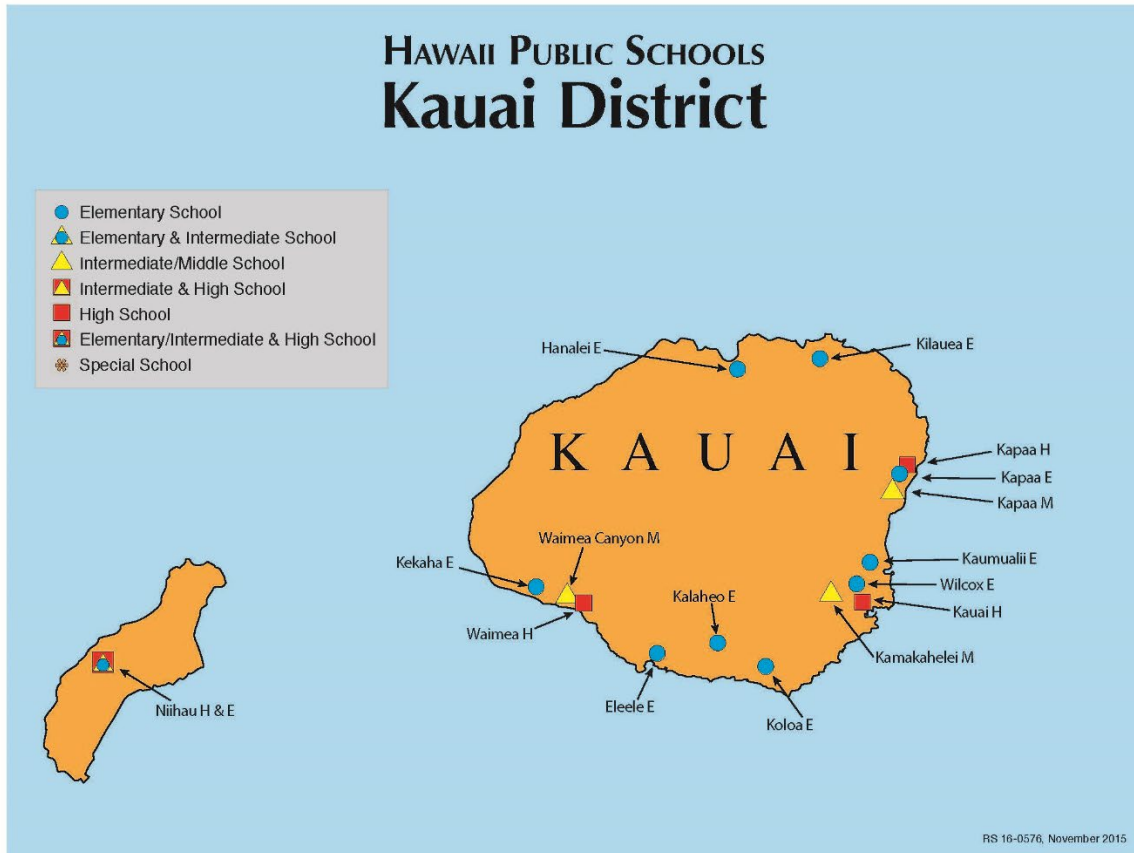 HAWAII PUBLIC SCHOOLS
Kauai District
Elementary School
Elementary & Intermediate School
Intermediate/Middle School
Intermediate & High School
High School
Elementary/Intermediate & High School
Special School
Hanalei E
Kilauea E
KAUAI
Kapaa H
Kapaa E
Kapaa M
Waimea Canyon M
Kekaha E
Kaumualii E
Wilcox E
Kalaheo E
Kauai H
Waimea H
Kamakahelei M
Eleele E
Koloa E
Niihau H & E
RS 16-0576, November 2015